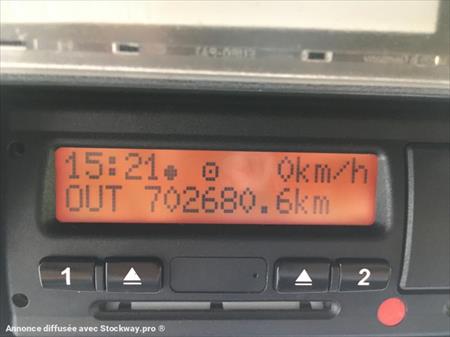 15:21 0km/h
OUT 702680.6km
1 2
Annonce diffusée avec Stockway.pro ®